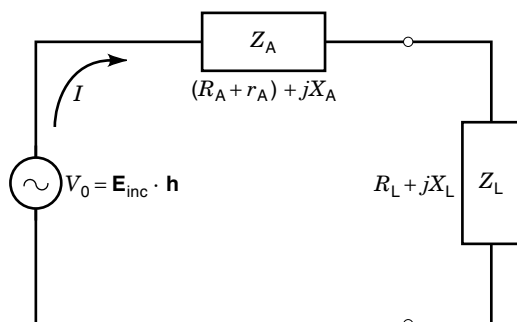 Z_A
I
(R_A + r_A) + jX_A
V_0 = E_inc · h
R_L + jX_L
Z_L